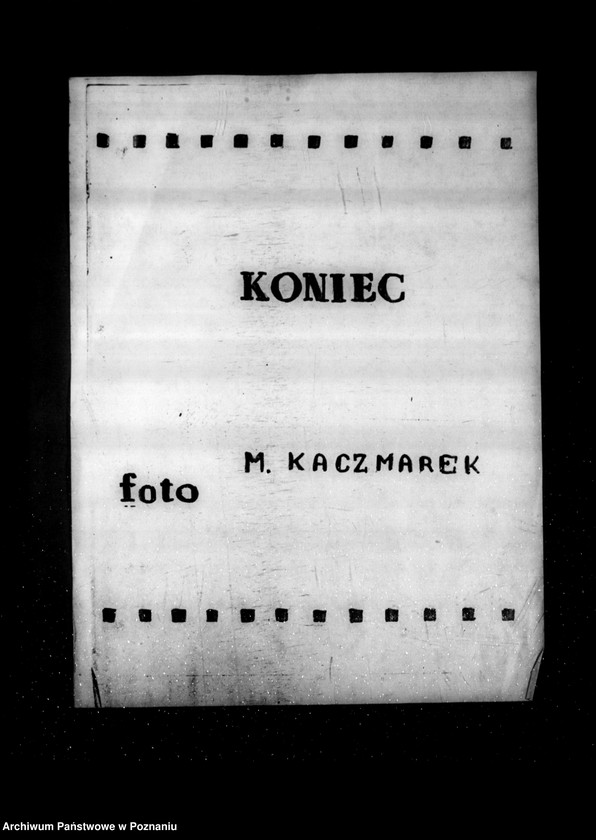 KONIEC
M. KACZMAREK
foto
Archiwum Państwowe w Poznaniu